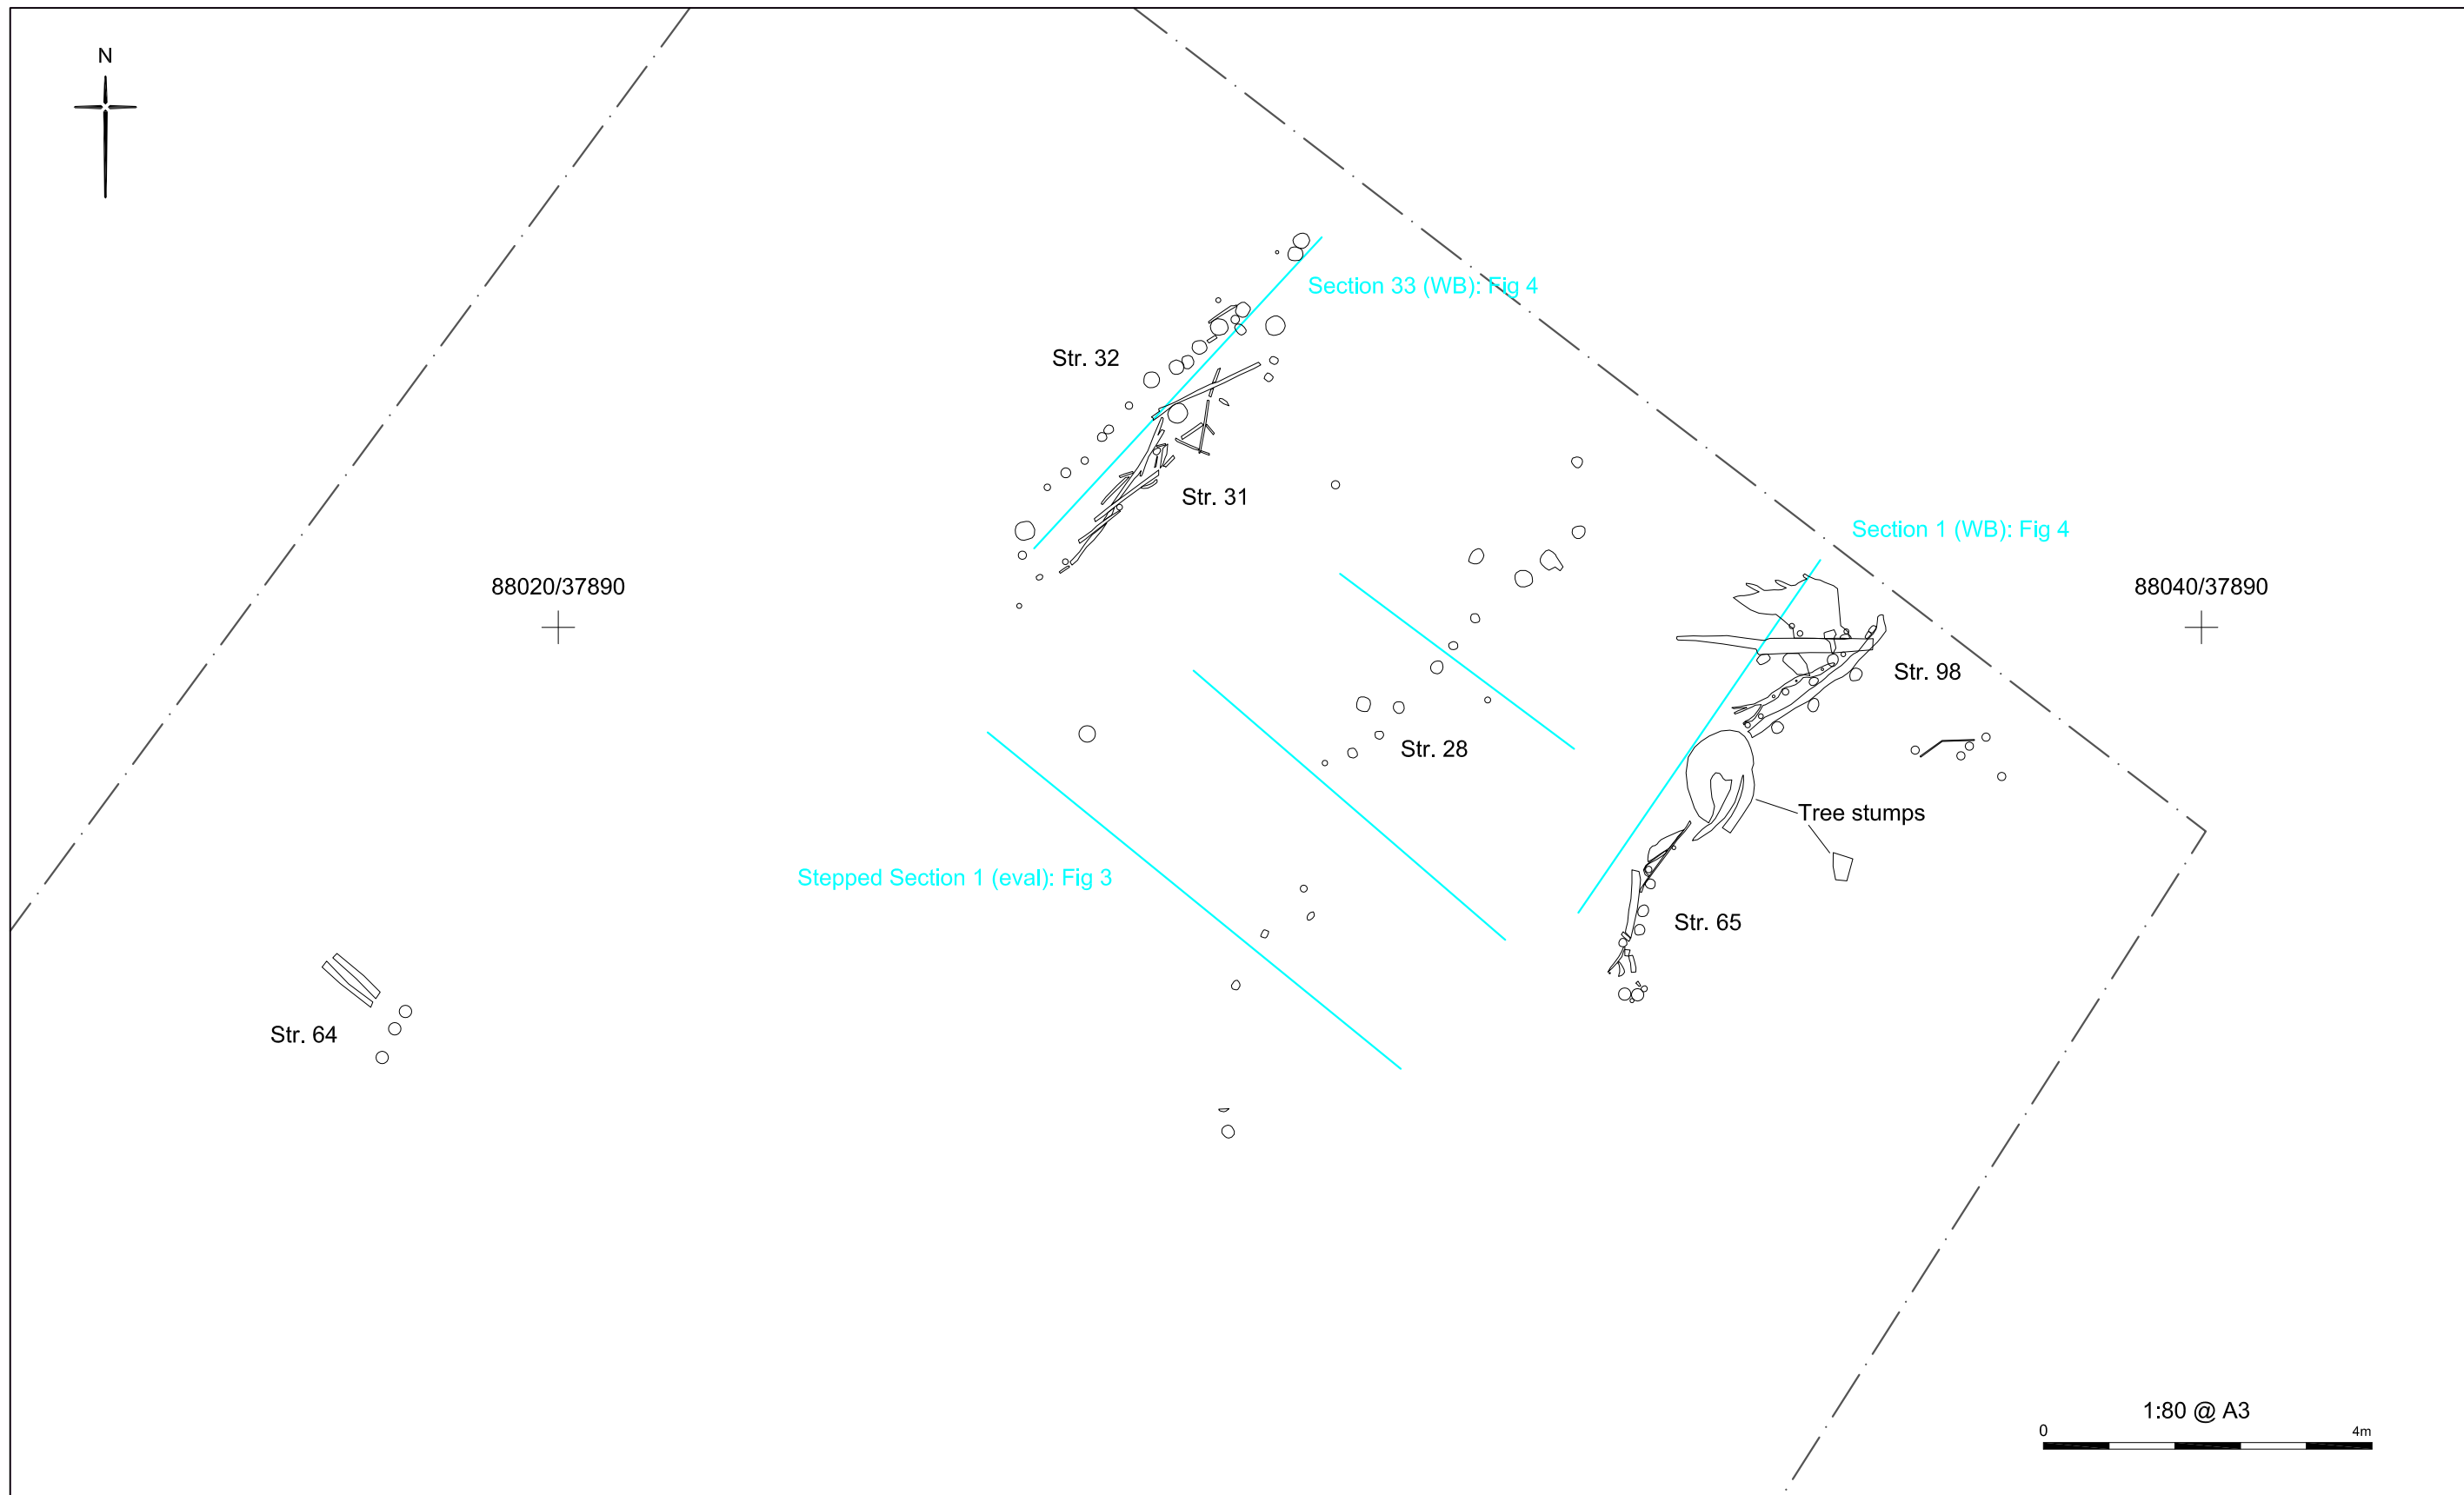 N
Section 33 (WB): Fig 4
Str. 32
Str. 31
Section 1 (WB): Fig 4
88020/37890
88040/37890
Str. 98
Str. 28
Tree stumps
Stepped Section 1 (eval): Fig 3
Str. 65
Str. 64
1:80 @ A3
0 4m